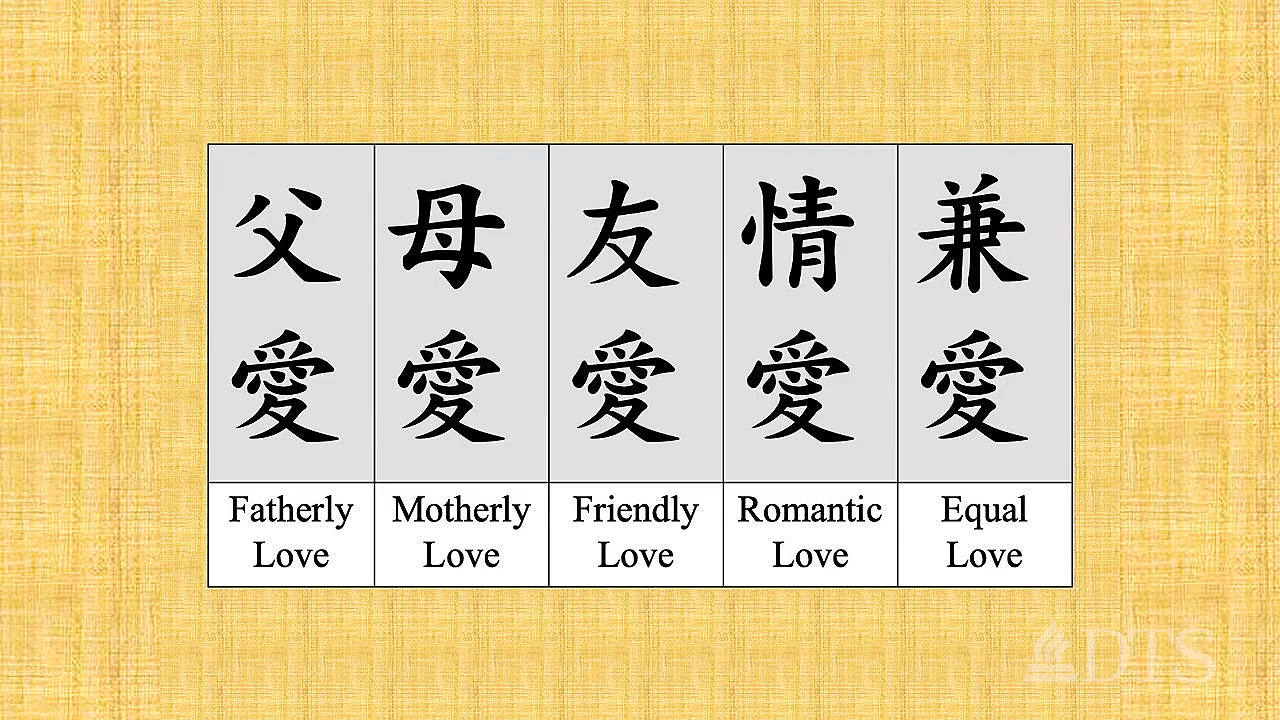 父愛
母愛
友愛
情愛
兼愛
Fatherly Love
Motherly Love
Friendly Love
Romantic Love
Equal Love
DTS